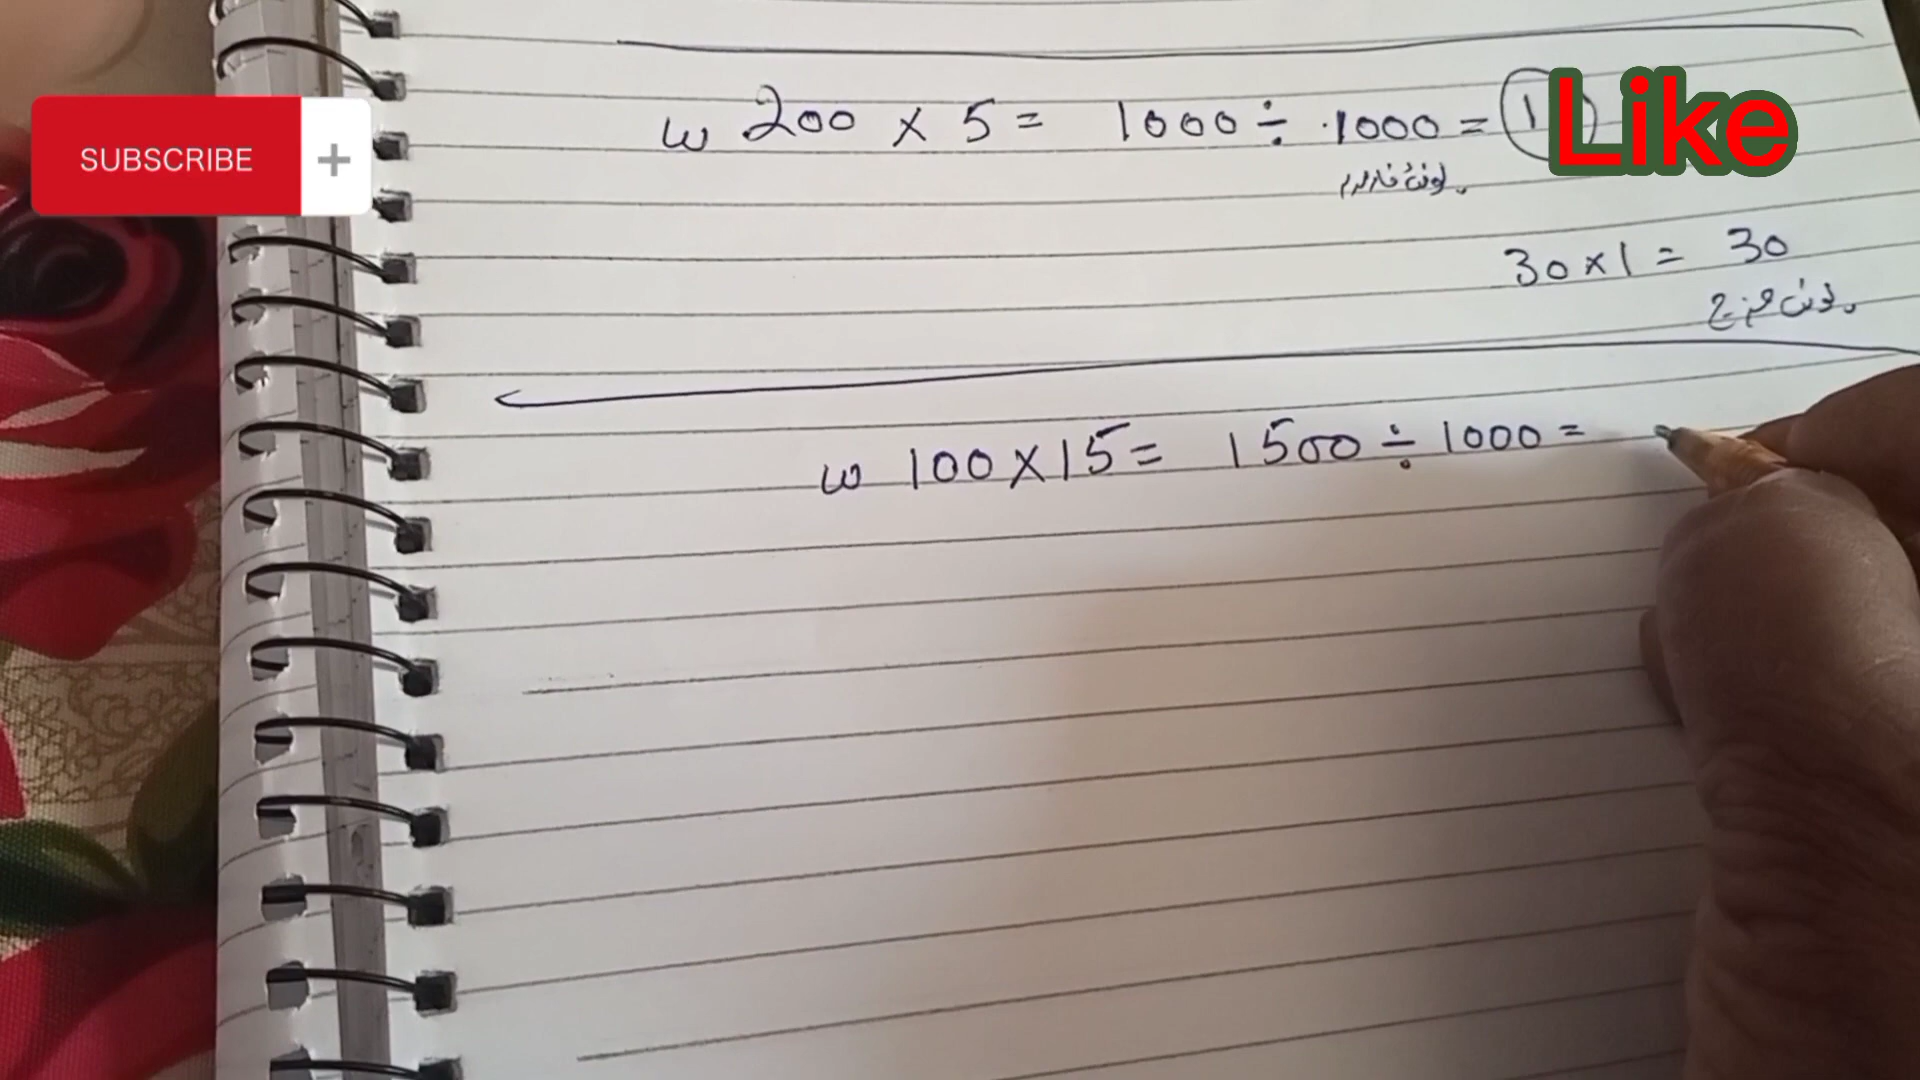 w 200 × 5 = 1000 ÷ 1000 = 1
Like
SUBSCRIBE +
30 × 1 = 30
w 100 × 15 = 1500 ÷ 1000 =